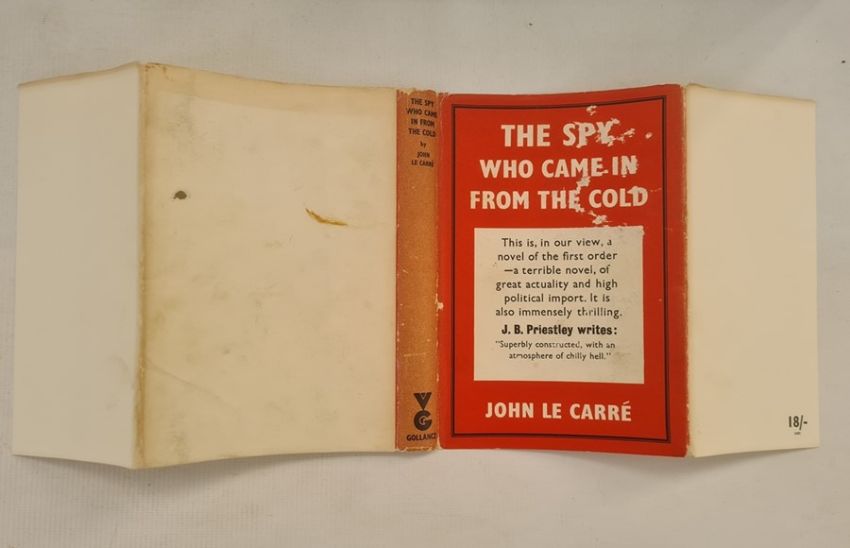 THE SPY
WHO CAME
IN FROM
THE COLD
by
JOHN
LE CARRÉ
VG
GOLLANCZ
THE SPY
WHO CAME IN
FROM THE COLD
This is, in our view, a
novel of the first order
—a terrible novel, of
great actuality and high
political import. It is
also immensely thrilling.
J. B. Priestley writes:
"Superbly constructed, with an
atmosphere of chilly hell."
JOHN LE CARRÉ
18/-